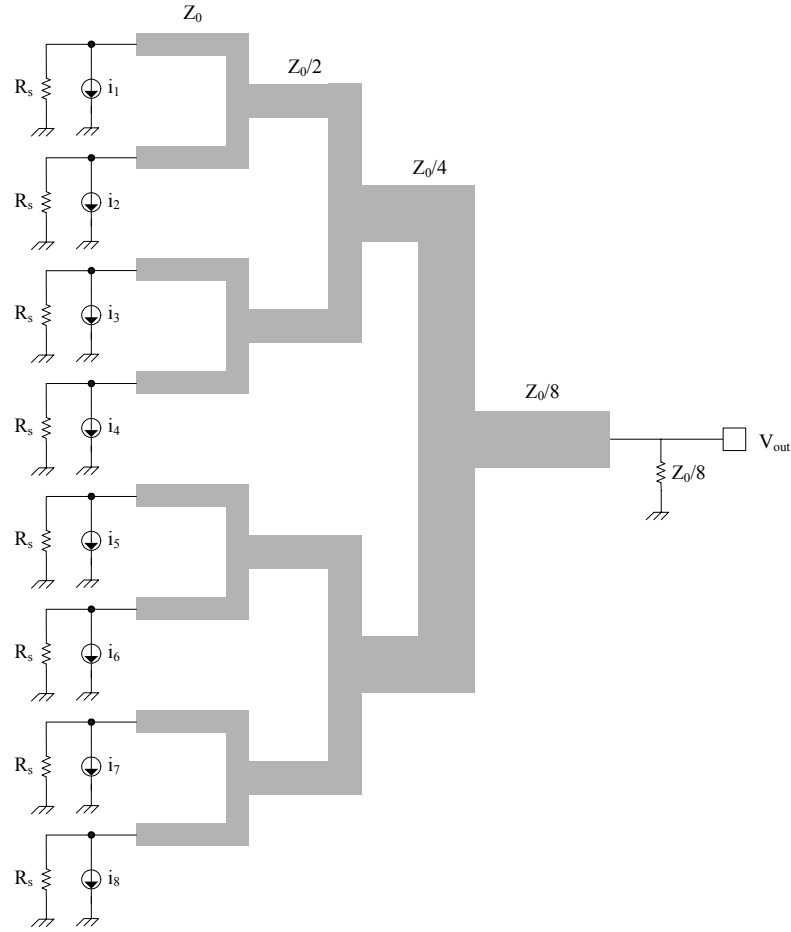 Z₀
Z₀/2
Rₛ i₁
Z₀/4
Rₛ i₂
Rₛ i₃
Z₀/8
Rₛ i₄
Vₒᵤₜ
Z₀/8
Rₛ i₅
Rₛ i₆
Rₛ i₇
Rₛ i₈